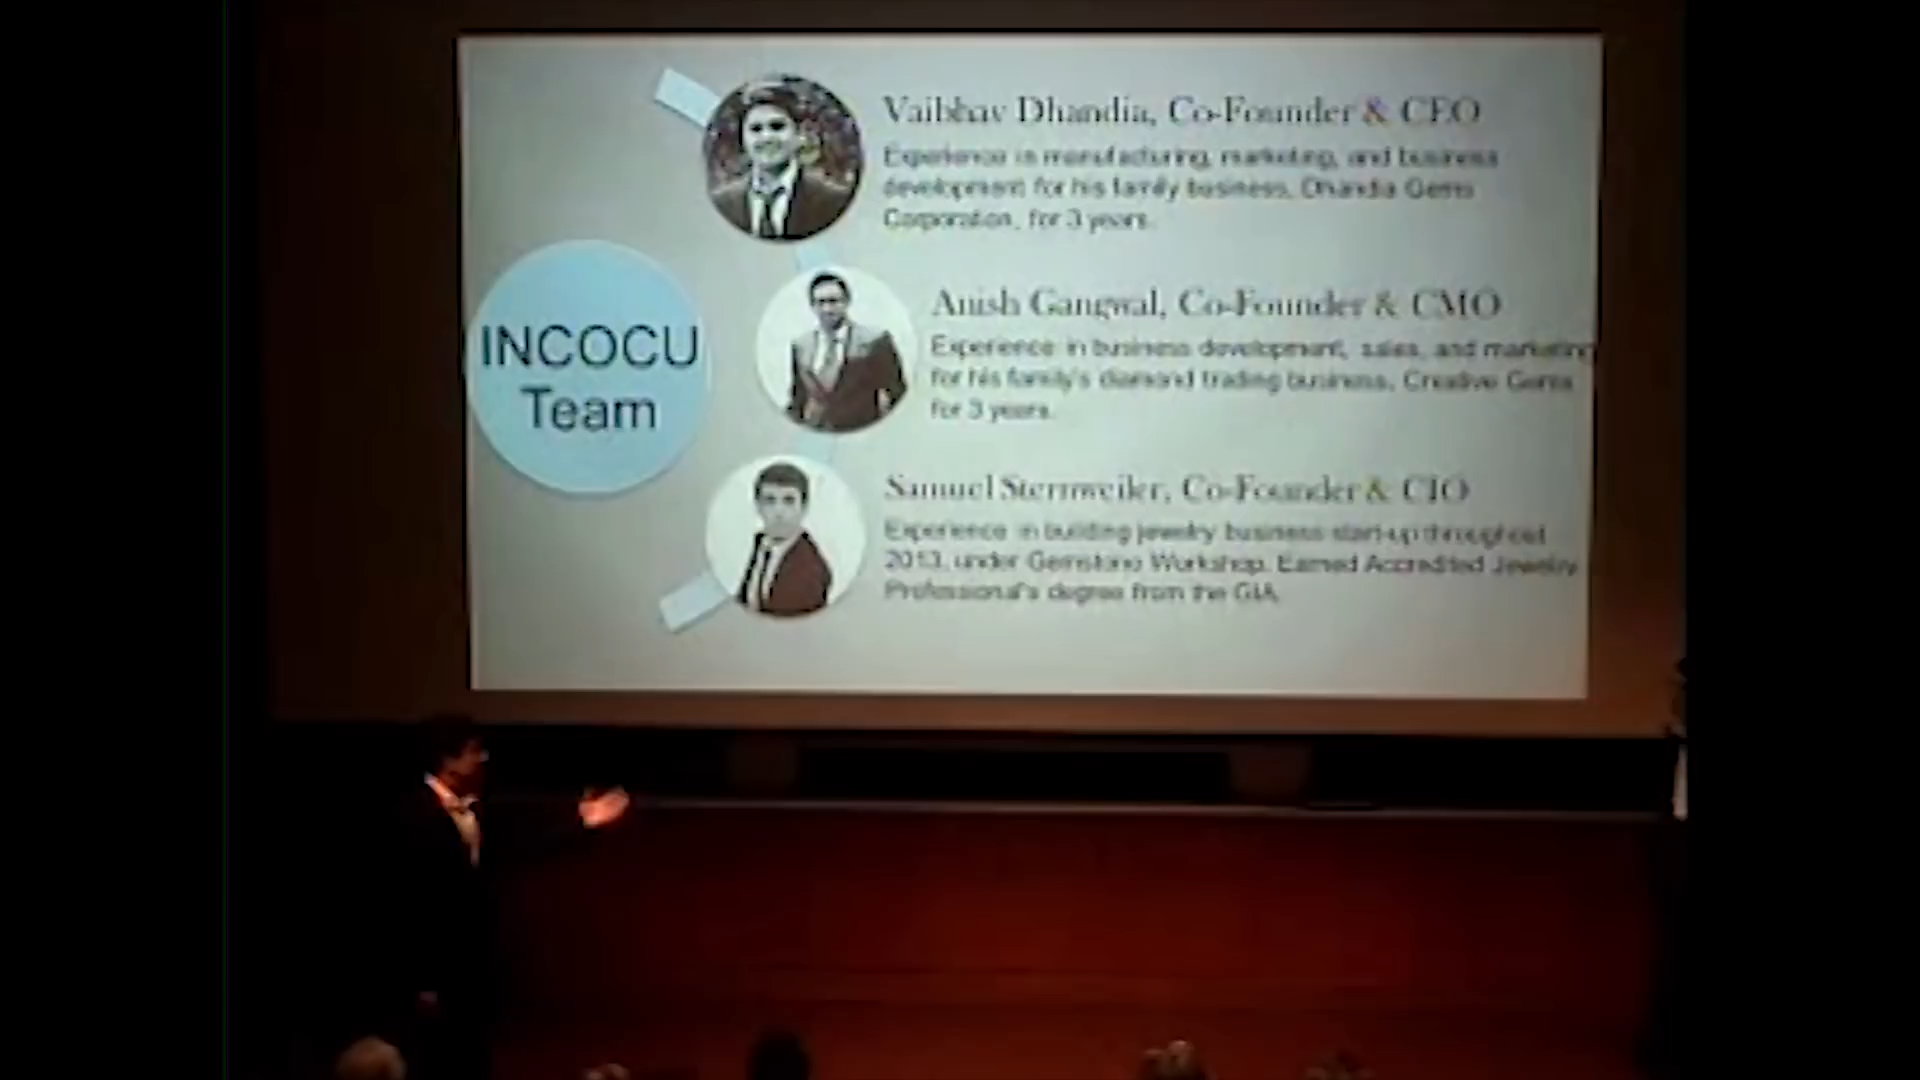 INCOCU
Team
Vaibhav Dhandia, Co-Founder & CEO
Experience in manufacturing, marketing, and business
development for his family business, Dhandia Gems
Corporation, for 3 years.
Anish Gangwal, Co-Founder & CMO
Experience in business development, sales, and marketing
for his family's diamond trading business, Creative Gems
for 3 years.
Samuel Sternweiler, Co-Founder & CIO
Experience in building jewelry business start-up throughout
2013, under Gemstone Workshop. Earned Accredited Jewelry
Professional's degree from the GIA.